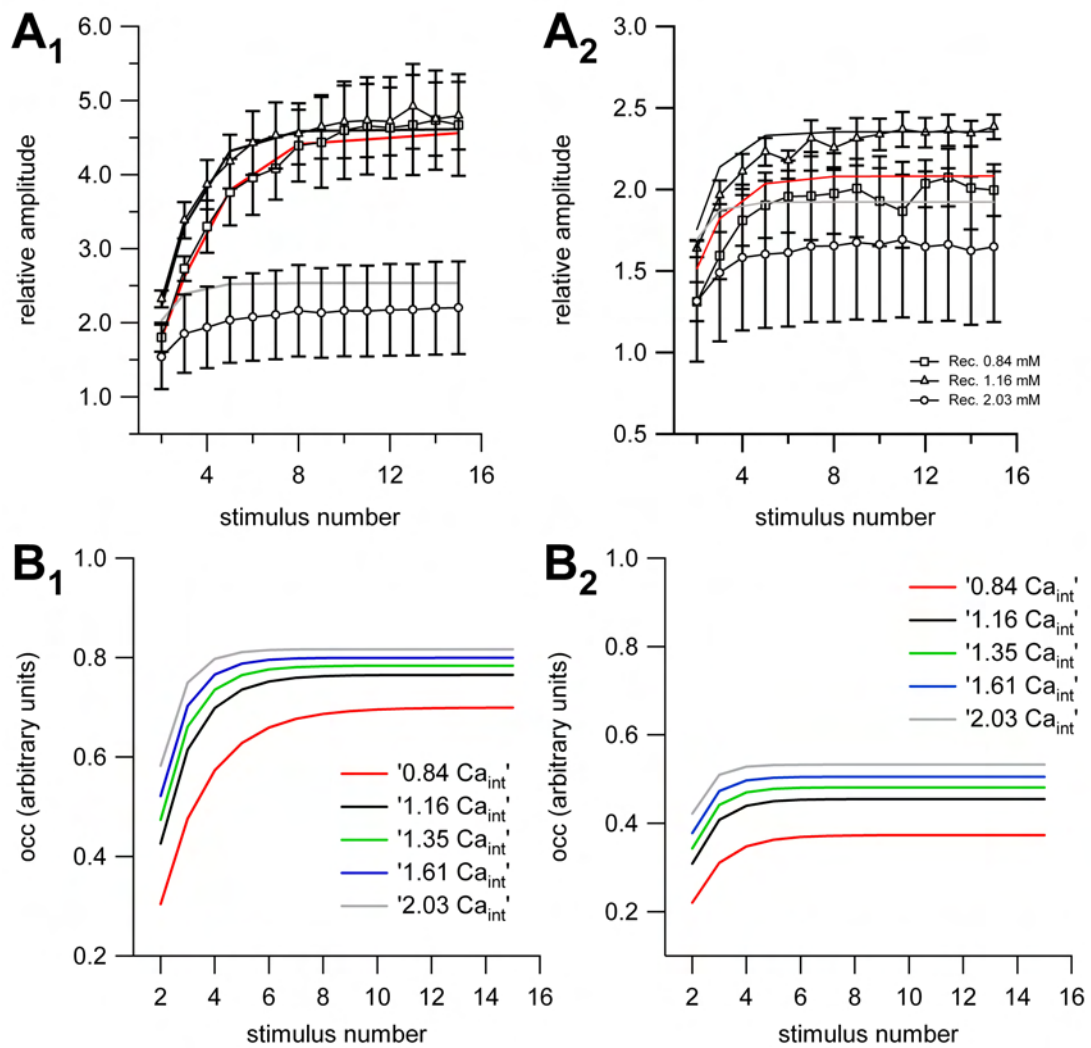 A1
6.0
5.0
4.0
3.0
2.0
1.0
relative amplitude
4
8
12
16
stimulus number
A2
3.0
2.5
2.0
1.5
1.0
0.5
relative amplitude
Rec. 0.84 mM
Rec. 1.16 mM
Rec. 2.03 mM
4
8
12
16
stimulus number
B1
1.0
0.8
0.6
0.4
0.2
occ (arbitrary units)
'0.84 Caint'
'1.16 Caint'
'1.35 Caint'
'1.61 Caint'
'2.03 Caint'
2 4 6 8 10 12 14 16
stimulus number
B2
1.0
0.8
0.6
0.4
0.2
occ (arbitrary units)
'0.84 Caint'
'1.16 Caint'
'1.35 Caint'
'1.61 Caint'
'2.03 Caint'
2 4 6 8 10 12 14 16
stimulus number